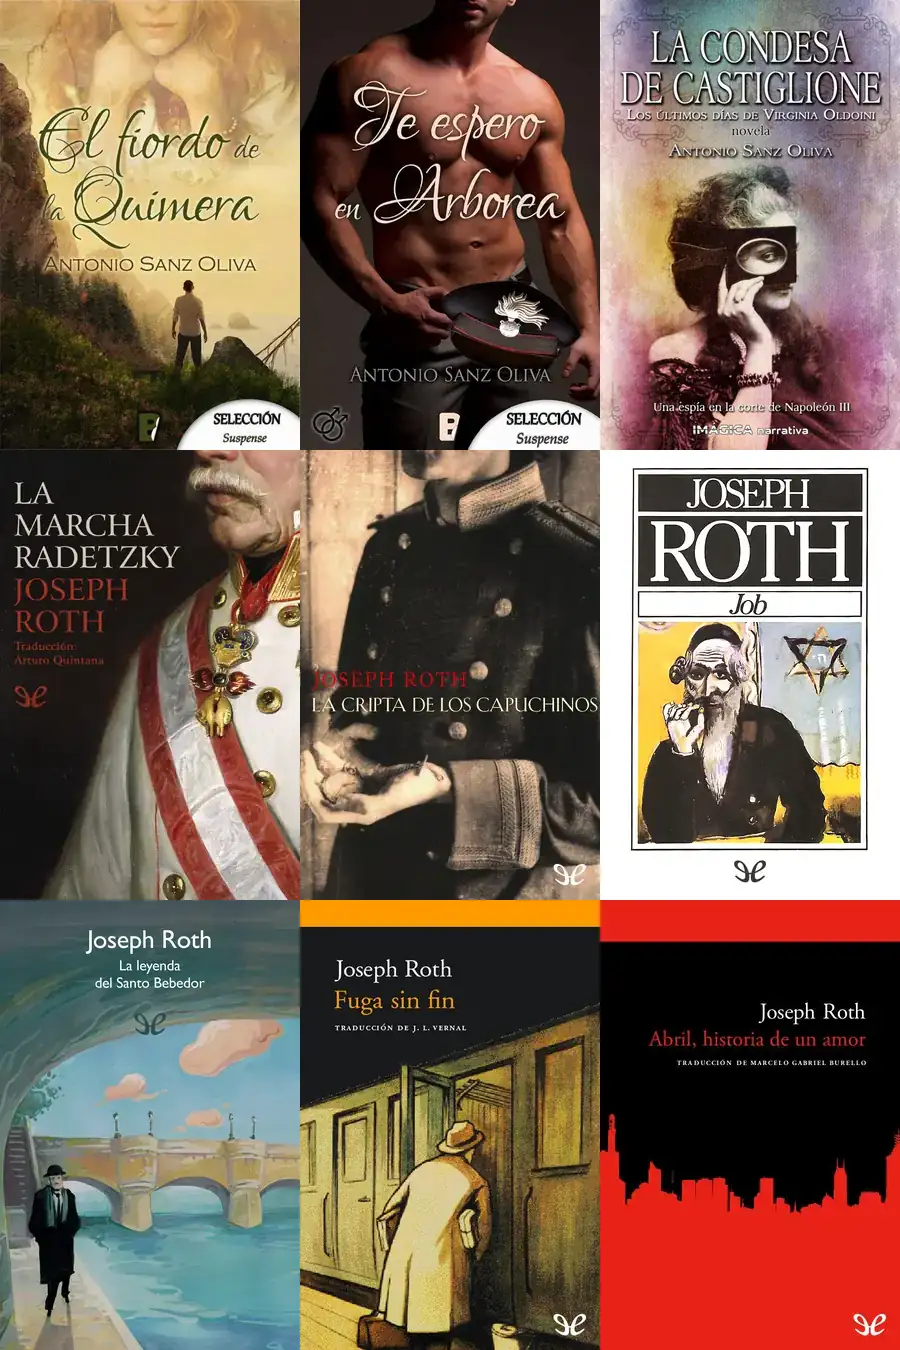 El fiordo de
la Quimera
ANTONIO SANZ OLIVA
SELECCIÓN
Suspense
Te espero
en Arborea
ANTONIO SANZ OLIVA
B
SELECCIÓN
Suspense
LA CONDESA
DE CASTIGLIONE
LOS ÚLTIMOS DÍAS DE VIRGINIA OLDOINI
novela
ANTONIO SANZ OLIVA
Una espía en la corte de Napoleón III
IMÁGICA narrativa
LA
MARCHA
RADETZKY
JOSEPH
ROTH
Traducción:
Arturo Quintana
JOSEPH ROTH
LA CRIPTA DE LOS CAPUCHINOS
JOSEPH
ROTH
Job
Joseph Roth
La leyenda
del Santo Bebedor
Joseph Roth
Fuga sin fin
TRADUCCIÓN DE J. L. VERNAL
Joseph Roth
Abril, historia de un amor
TRADUCCIÓN DE MARCELO GABRIEL BURELLO